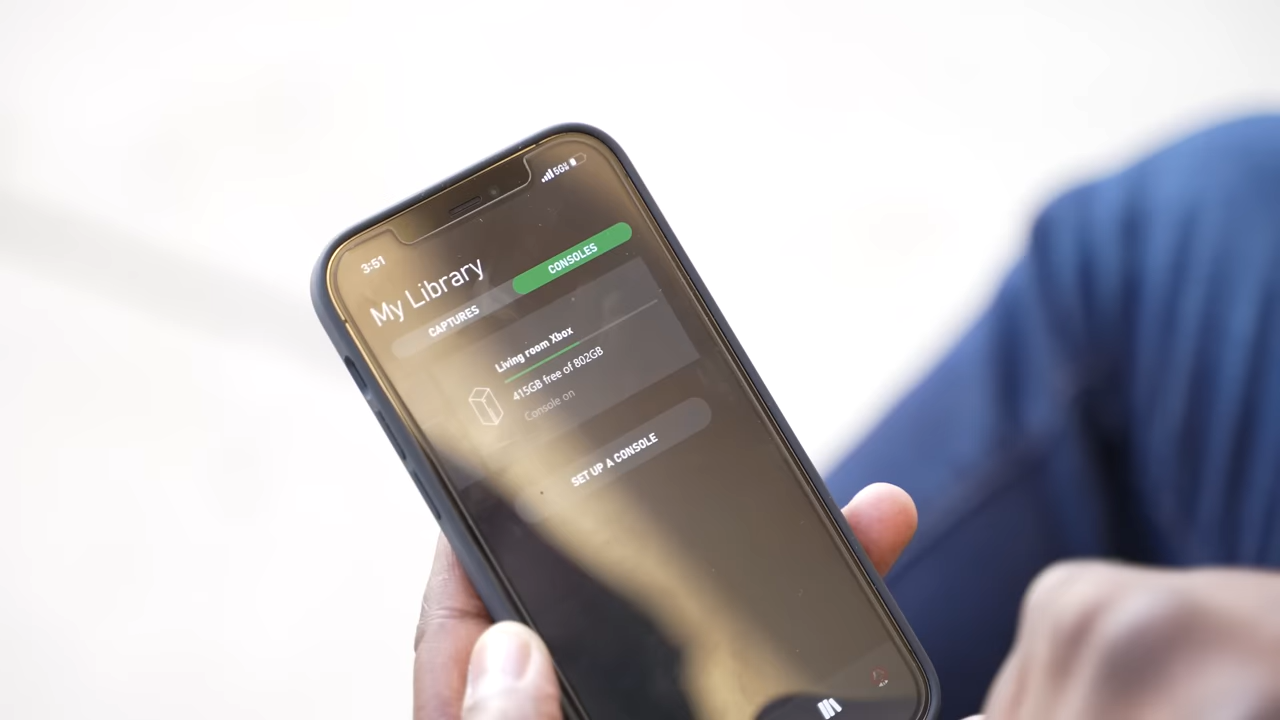 3:51
5G
My Library
CAPTURES
CONSOLES
Living room Xbox
415GB free of 802GB
Console on
SET UP A CONSOLE